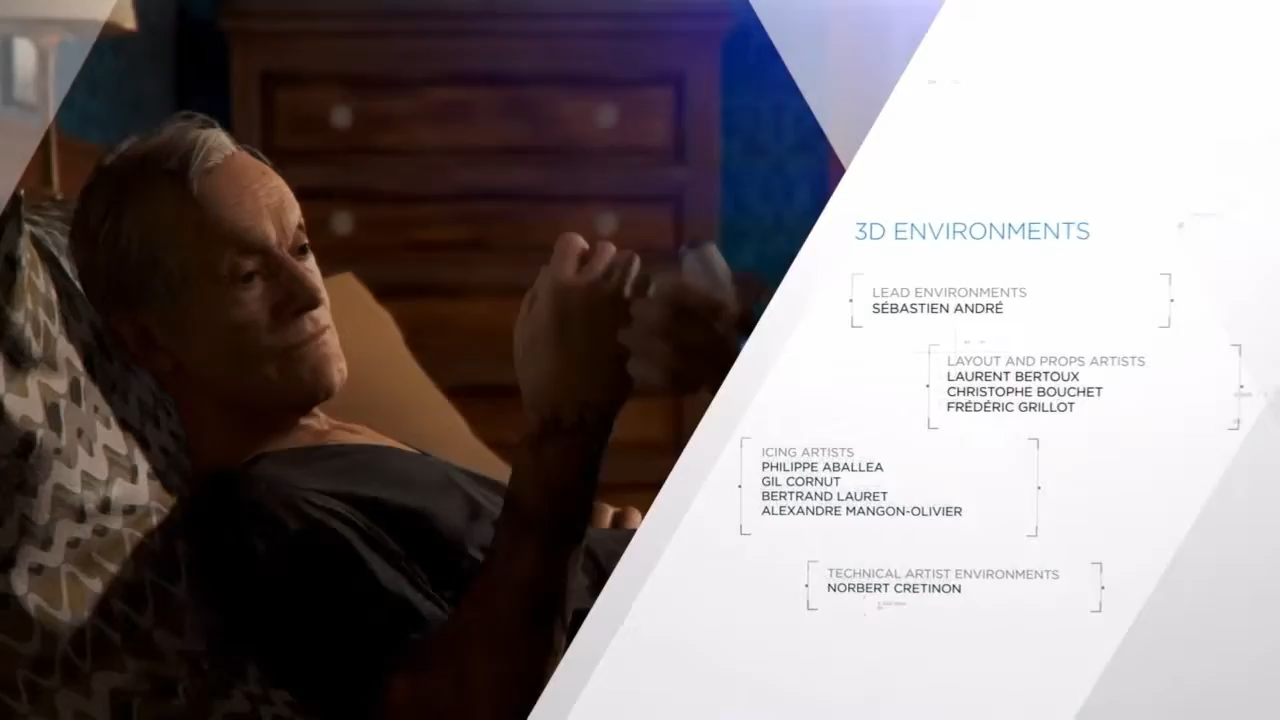 3D ENVIRONMENTS
LEAD ENVIRONMENTS
SÉBASTIEN ANDRÉ
LAYOUT AND PROPS ARTISTS
LAURENT BERTOUX
CHRISTOPHE BOUCHET
FRÉDÉRIC GRILLOT
ICING ARTISTS
PHILIPPE ABALLEA
GIL CORNUT
BERTRAND LAURET
ALEXANDRE MANGON-OLIVIER
TECHNICAL ARTIST ENVIRONMENTS
NORBERT CRETINON